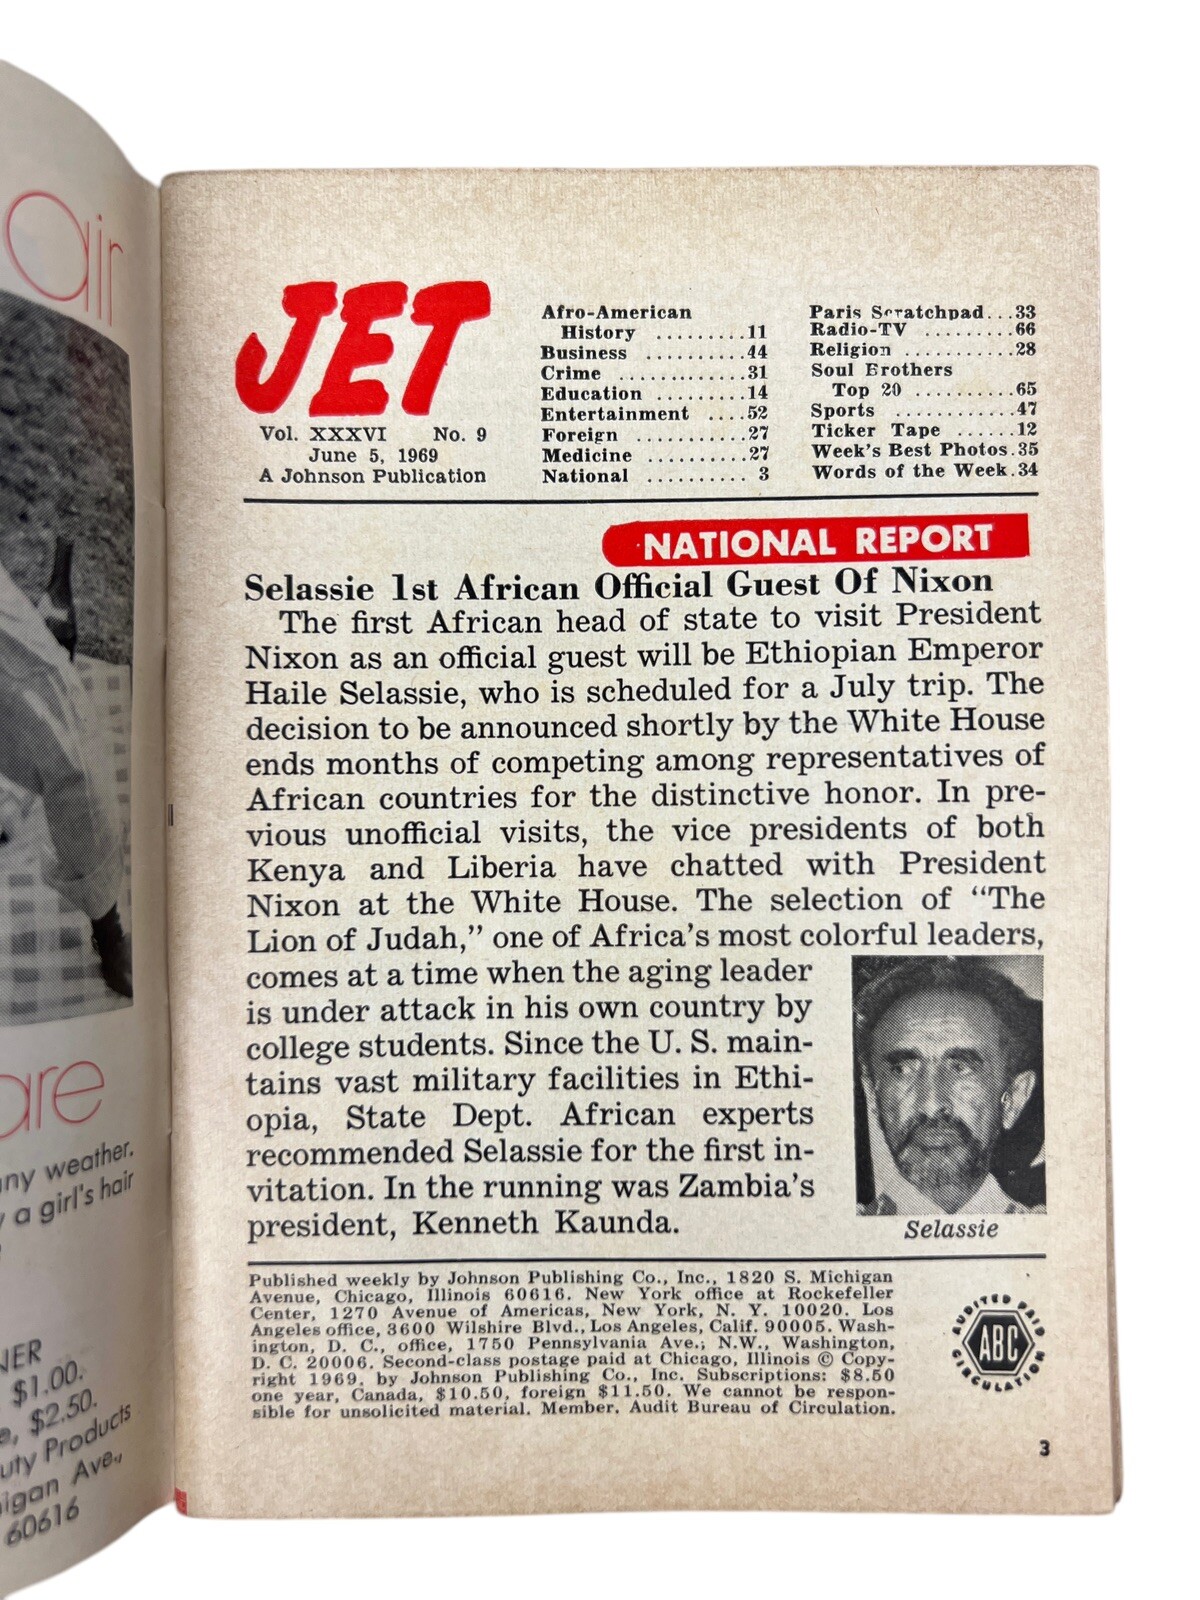 air
are
ny weather.
a girl's hair
NER
$1.00.
$2.50.
uty Products
igan Ave.,
60616
JET
Vol. XXXVI No. 9
June 5, 1969
A Johnson Publication
Afro-American
History .........11
Business ..........44
Crime .............31
Education .........14
Entertainment ....52
Foreign ...........27
Medicine ..........27
National .......... 3
Paris Scratchpad...33
Radio-TV .........66
Religion ...........28
Soul Brothers
Top 20 ..........65
Sports ............47
Ticker Tape ......12
Week's Best Photos.35
Words of the Week.34
NATIONAL REPORT
Selassie 1st African Official Guest Of Nixon
The first African head of state to visit President
Nixon as an official guest will be Ethiopian Emperor
Haile Selassie, who is scheduled for a July trip. The
decision to be announced shortly by the White House
ends months of competing among representatives of
African countries for the distinctive honor. In pre-
vious unofficial visits, the vice presidents of both
Kenya and Liberia have chatted with President
Nixon at the White House. The selection of “The
Lion of Judah,” one of Africa's most colorful leaders,
comes at a time when the aging leader
is under attack in his own country by
college students. Since the U. S. main-
tains vast military facilities in Ethi-
opia, State Dept. African experts
recommended Selassie for the first in-
vitation. In the running was Zambia's
president, Kenneth Kaunda.
Selassie
Published weekly by Johnson Publishing Co., Inc., 1820 S. Michigan
Avenue, Chicago, Illinois 60616. New York office at Rockefeller
Center, 1270 Avenue of Americas, New York, N. Y. 10020. Los
Angeles office, 3600 Wilshire Blvd., Los Angeles, Calif. 90005. Wash-
ington, D. C., office, 1750 Pennsylvania Ave.; N.W., Washington,
D. C. 20006. Second-class postage paid at Chicago, Illinois © Copy-
right 1969, by Johnson Publishing Co., Inc. Subscriptions: $8.50
one year, Canada, $10.50, foreign $11.50. We cannot be respon-
sible for unsolicited material. Member, Audit Bureau of Circulation.
AUDITED PAID
ABC
CIRCULATION
3